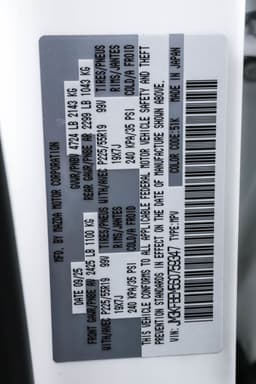 MFD. BY MAZDA MOTOR CORPORATION
DATE 09/25 GVWR/PNBV 4724 LB 2143 KG
FRONT GAWR/PNBE AV 2425 LB 1100 KG REAR GAWR/PNBE AR 2299 LB 1043 KG
WITH/AVEC TIRES/PNEUS RIMS/JANTES COLD/A FROID WITH/AVEC TIRES/PNEUS RIMS/JANTES COLD/A FROID
P225/55R19 99V 19X7J 240 KPA/35 PSI P225/55R19 99V 19X7J 240 KPA/35 PSI
THIS VEHICLE CONFORMS TO ALL APPLICABLE FEDERAL MOTOR VEHICLE SAFETY AND THEFT
PREVENTION STANDARDS IN EFFECT ON THE DATE OF MANUFACTURE SHOWN ABOVE.
MADE IN JAPAN
TYPE: MPV
COLOR CODE: 51K
VIN: